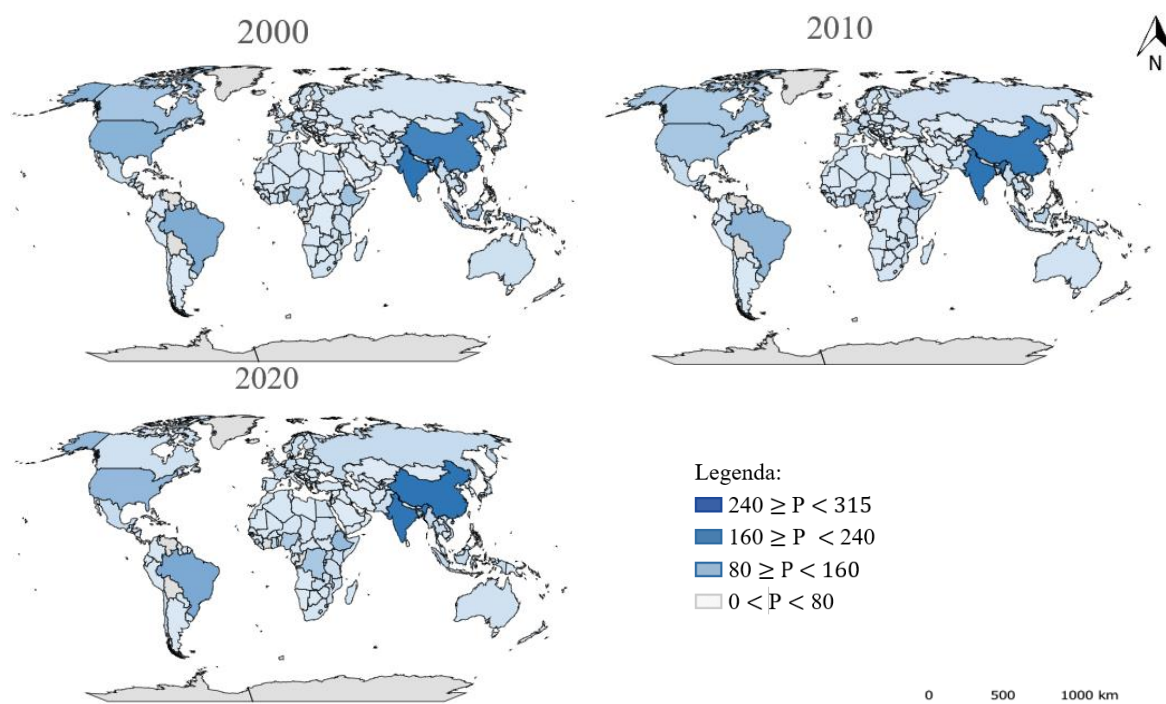 2000
2010
N
2020
Legenda:
240 ≥ P < 315
160 ≥ P < 240
80 ≥ P < 160
0 < P < 80
0 500 1000 km